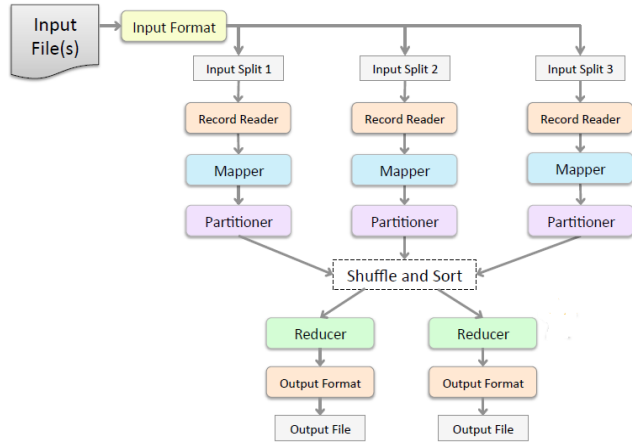 Input
File(s)
Input Format
Input Split 1
Input Split 2
Input Split 3
Record Reader
Record Reader
Record Reader
Mapper
Mapper
Mapper
Partitioner
Partitioner
Partitioner
Shuffle and Sort
Reducer
Reducer
Output Format
Output Format
Output File
Output File